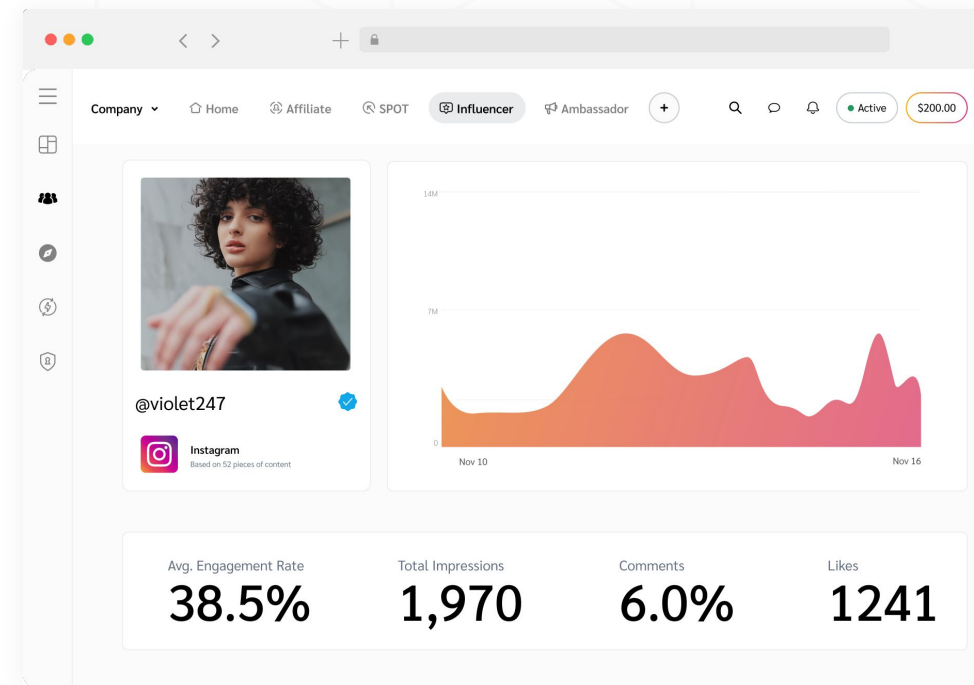 Company
Home
Affiliate
SPOT
Influencer
Ambassador
+
Active
$200.00
14M
7M
0
Nov 10
Nov 16
@violet247
Instagram
Based on 52 pieces of content
Avg. Engagement Rate
Total Impressions
Comments
Likes
38.5%
1,970
6.0%
1241